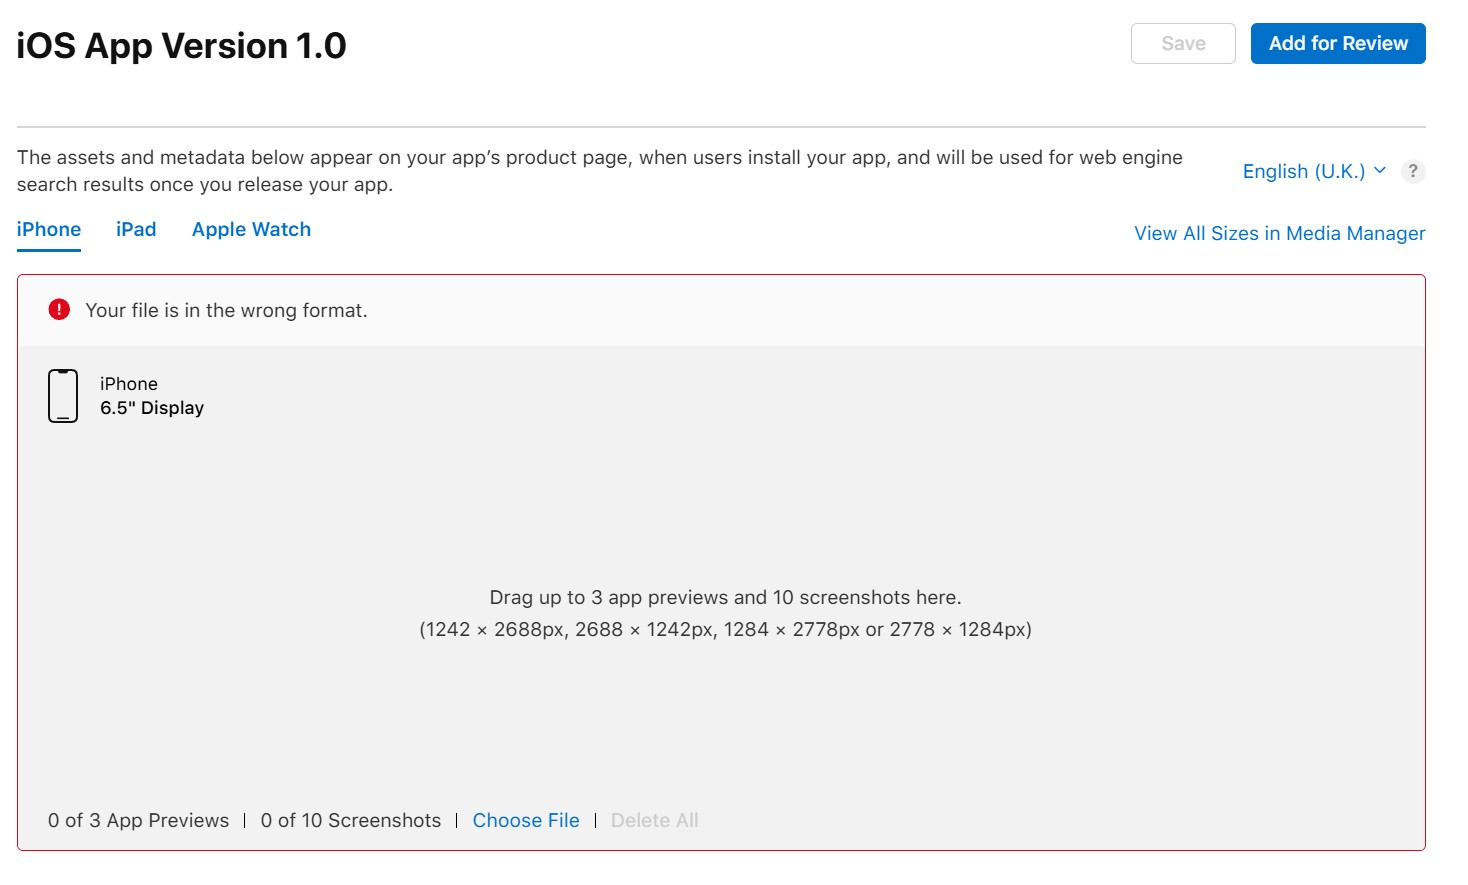 iOS App Version 1.0
Save
Add for Review
The assets and metadata below appear on your app’s product page, when users install your app, and will be used for web engine
search results once you release your app.
English (U.K.)
?
iPhone
iPad
Apple Watch
View All Sizes in Media Manager
! Your file is in the wrong format.
iPhone
6.5" Display
Drag up to 3 app previews and 10 screenshots here.
(1242 × 2688px, 2688 × 1242px, 1284 × 2778px or 2778 × 1284px)
0 of 3 App Previews | 0 of 10 Screenshots | Choose File | Delete All